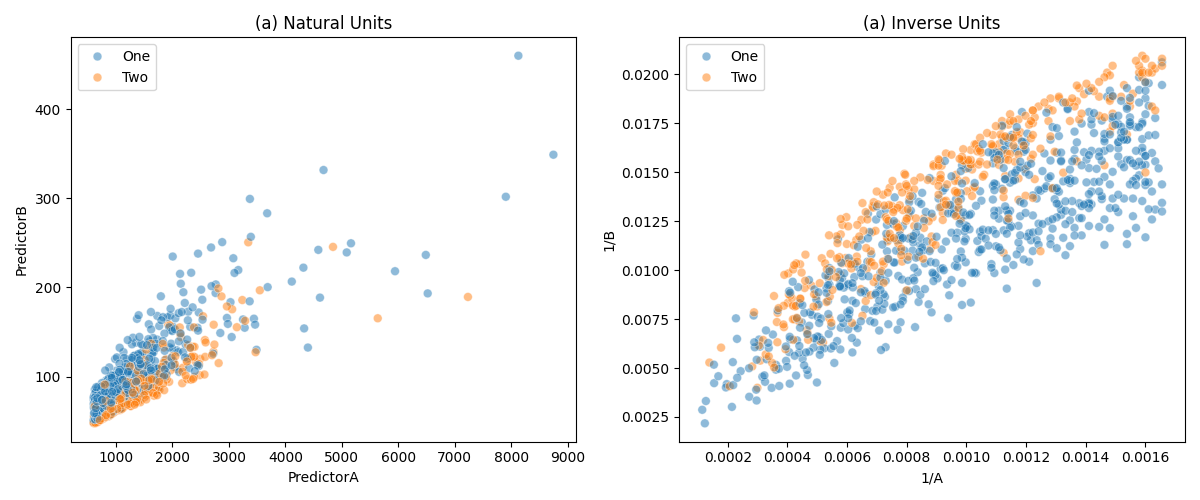 (a) Natural Units
One
Two
400
300
200
100
PredictorB
1000 2000 3000 4000 5000 6000 7000 8000 9000
PredictorA
(a) Inverse Units
One
Two
0.0200
0.0175
0.0150
0.0125
0.0100
0.0075
0.0050
0.0025
1/B
0.0002 0.0004 0.0006 0.0008 0.0010 0.0012 0.0014 0.0016
1/A